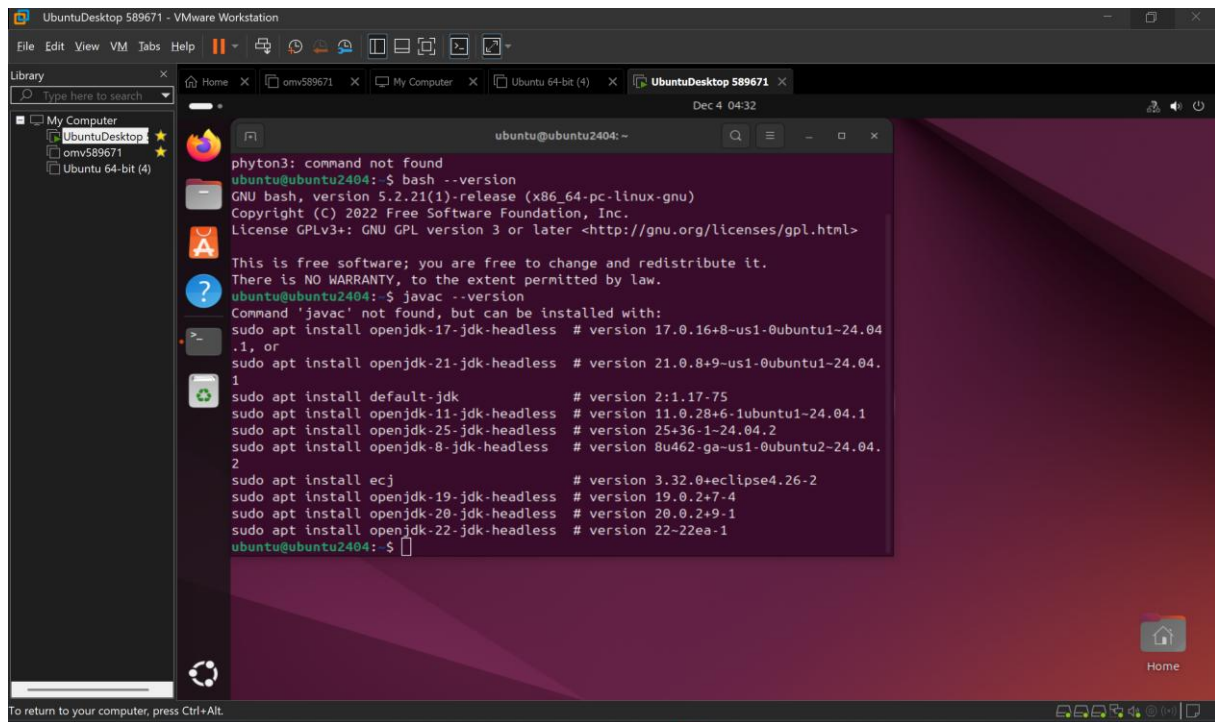 UbuntuDesktop 589671 - VMware Workstation
File Edit View VM Tabs Help
Library
Type here to search
My Computer
UbuntuDesktop
omv589671
Ubuntu 64-bit (4)
Home
omv589671
My Computer
Ubuntu 64-bit (4)
UbuntuDesktop 589671
Dec 4 04:32
ubuntu@ubuntu2404: ~
phyton3: command not found
ubuntu@ubuntu2404:~$ bash --version
GNU bash, version 5.2.21(1)-release (x86_64-pc-linux-gnu)
Copyright (C) 2022 Free Software Foundation, Inc.
License GPLv3+: GNU GPL version 3 or later <http://gnu.org/licenses/gpl.html>
This is free software; you are free to change and redistribute it.
There is NO WARRANTY, to the extent permitted by law.
ubuntu@ubuntu2404:~$ javac --version
Command 'javac' not found, but can be installed with:
sudo apt install openjdk-17-jdk-headless  # version 17.0.16+8~us1-0ubuntu1~24.04
.1, or
sudo apt install openjdk-21-jdk-headless  # version 21.0.8+9~us1-0ubuntu1~24.04.
1
sudo apt install default-jdk              # version 2:1.17-75
sudo apt install openjdk-11-jdk-headless  # version 11.0.28+6-1ubuntu1~24.04.1
sudo apt install openjdk-25-jdk-headless  # version 25+36-1~24.04.2
sudo apt install openjdk-8-jdk-headless   # version 8u462-ga~us1-0ubuntu2~24.04.
2
sudo apt install ecj                      # version 3.32.0+eclipse4.26-2
sudo apt install openjdk-19-jdk-headless  # version 19.0.2+7-4
sudo apt install openjdk-20-jdk-headless  # version 20.0.2+9-1
sudo apt install openjdk-22-jdk-headless  # version 22~22ea-1
ubuntu@ubuntu2404:~$
Home
To return to your computer, press Ctrl+Alt.